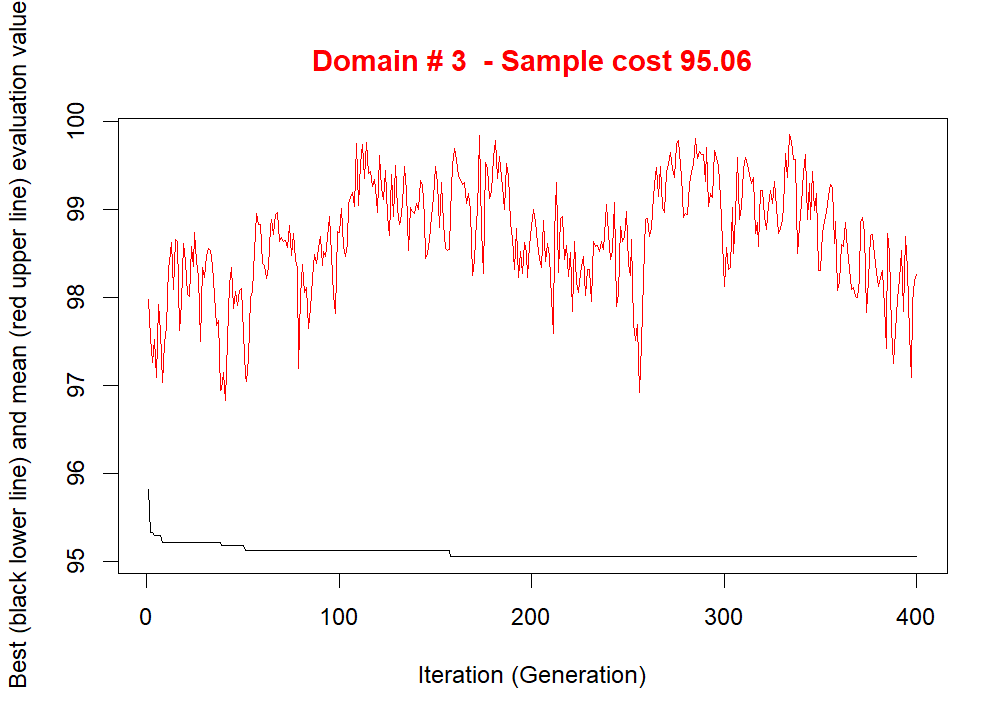 Domain # 3  - Sample cost 95.06
Best (black lower line) and mean (red upper line) evaluation value
100
99
98
97
96
95
0 100 200 300 400
Iteration (Generation)